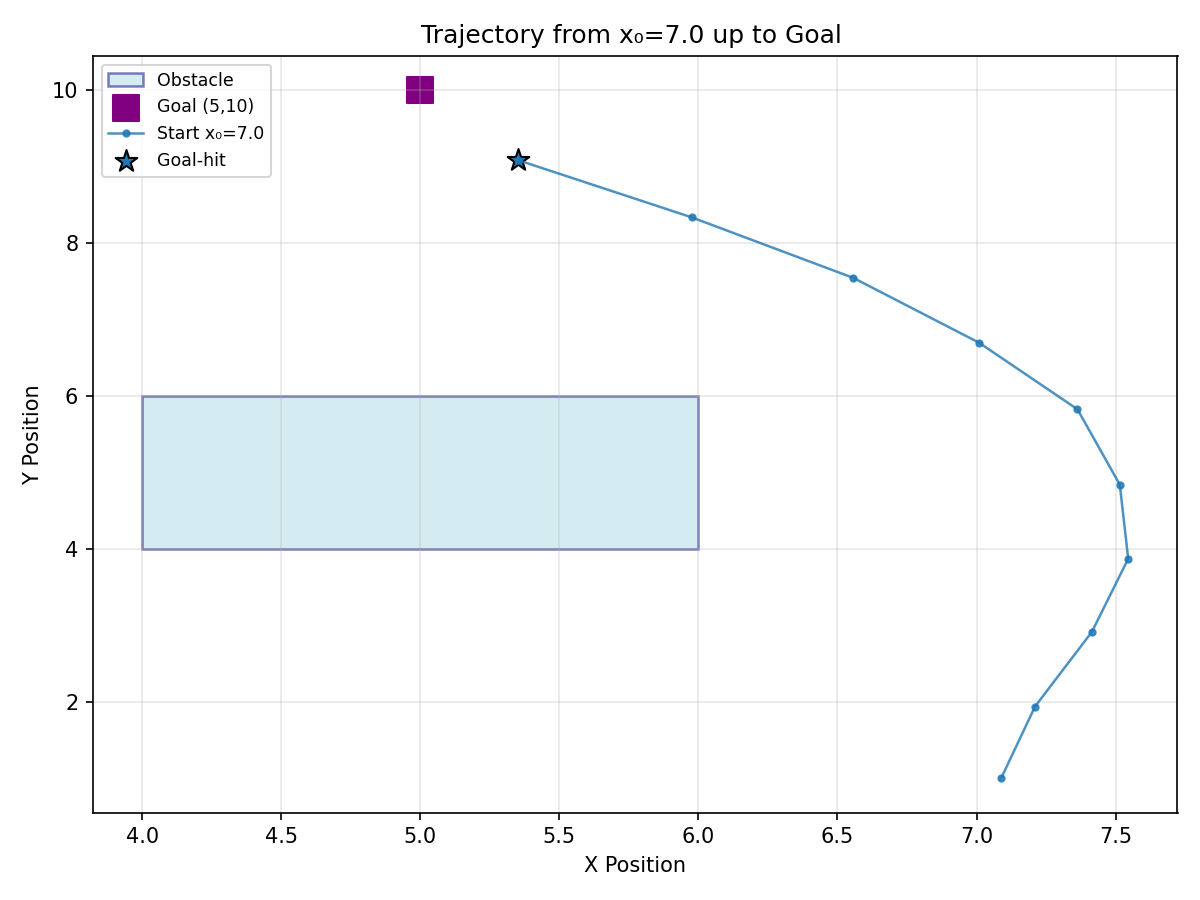 Trajectory from x₀=7.0 up to Goal
Obstacle
Goal (5,10)
Start x₀=7.0
Goal-hit
10
8
6
4
2
Y Position
4.0 4.5 5.0 5.5 6.0 6.5 7.0 7.5
X Position